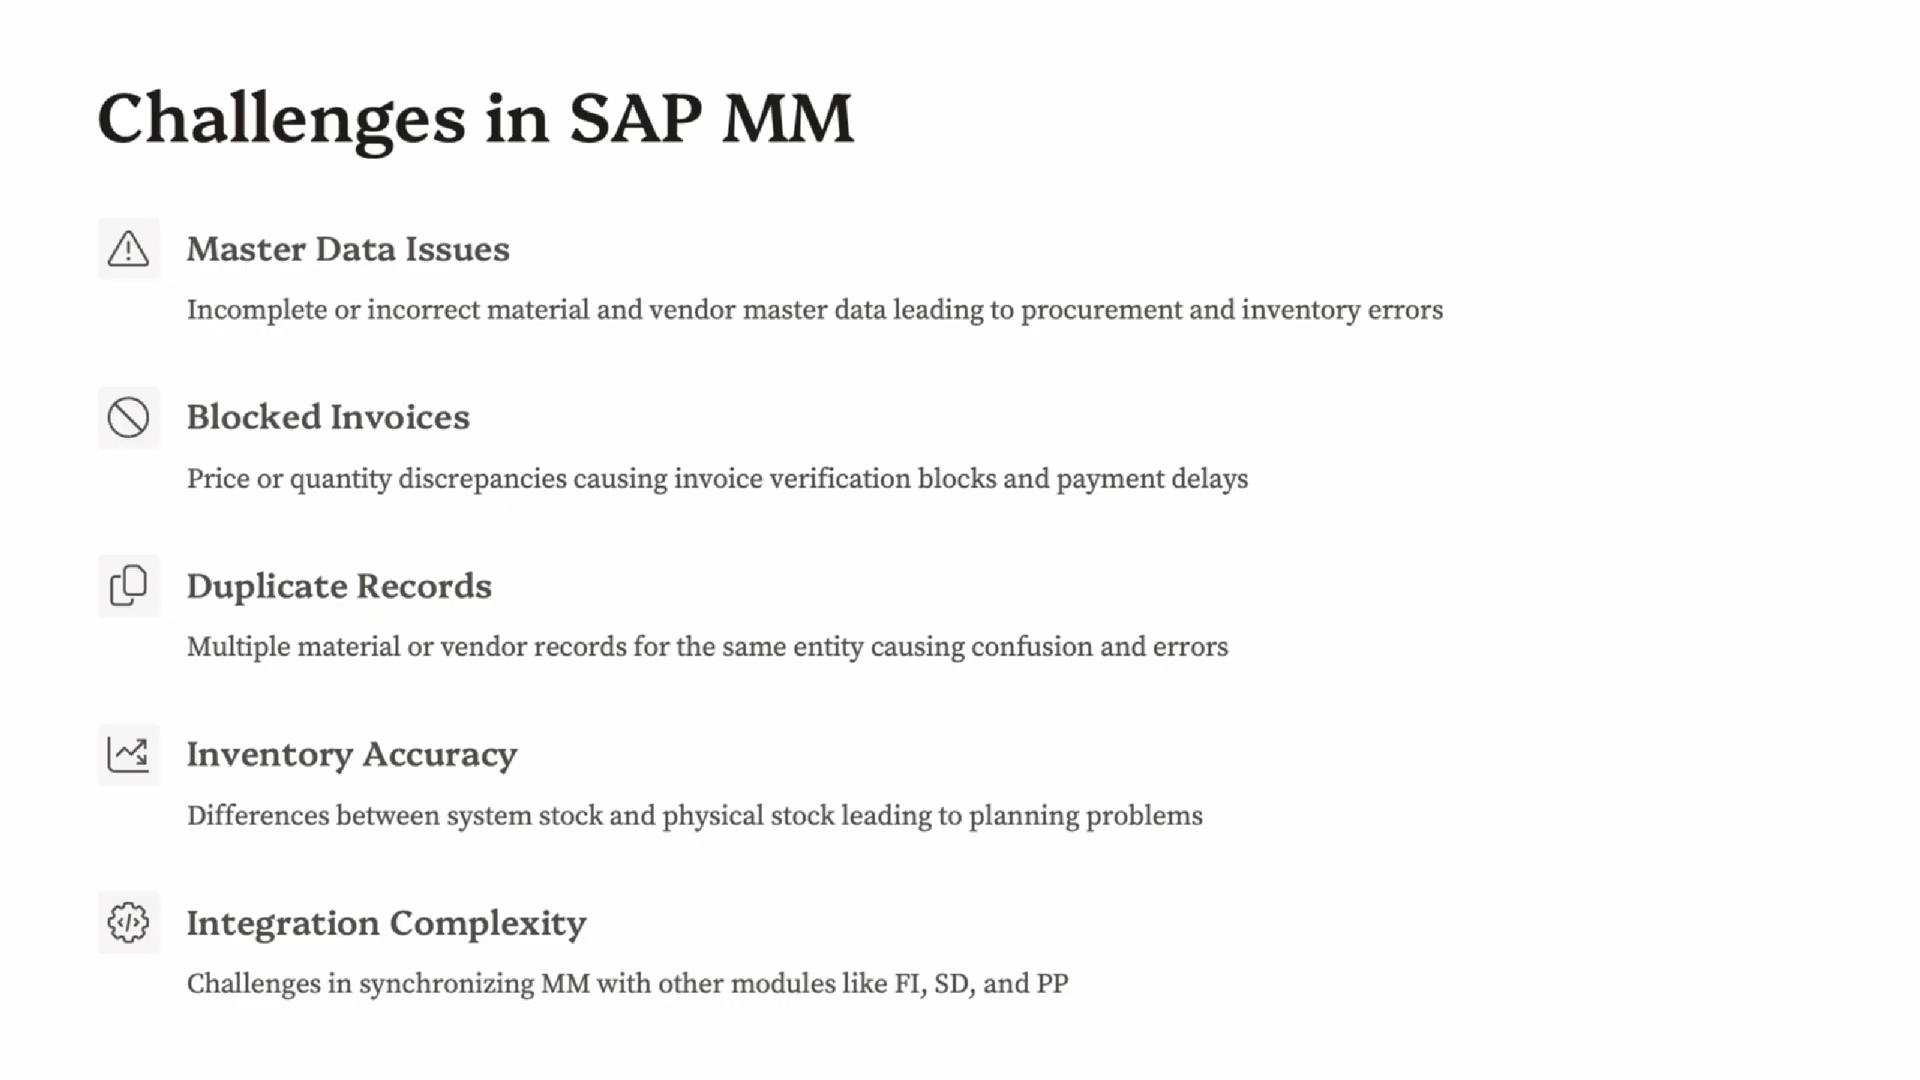 Challenges in SAP MM
Master Data Issues
Incomplete or incorrect material and vendor master data leading to procurement and inventory errors
Blocked Invoices
Price or quantity discrepancies causing invoice verification blocks and payment delays
Duplicate Records
Multiple material or vendor records for the same entity causing confusion and errors
Inventory Accuracy
Differences between system stock and physical stock leading to planning problems
Integration Complexity
Challenges in synchronizing MM with other modules like FI, SD, and PP